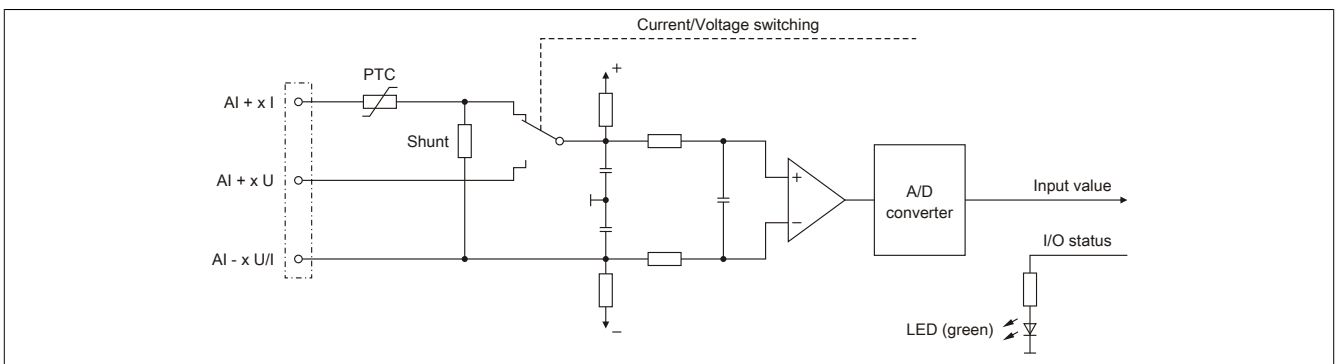 Current/Voltage switching
PTC
+
AI + x I
Shunt
AI + x U
+
−
A/D
converter
Input value
I/O status
AI - x U/I
LED (green)
−